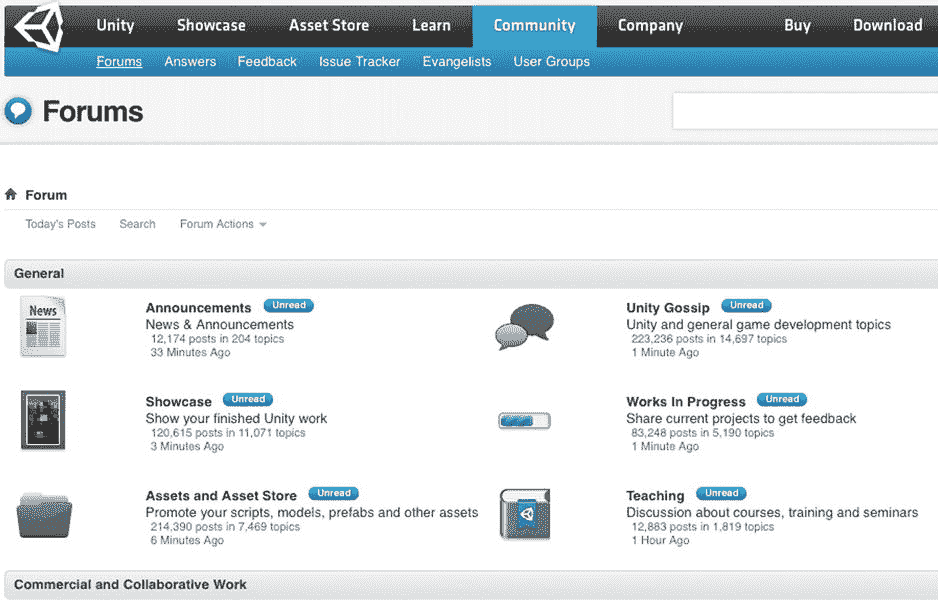 Unity Showcase Asset Store Learn Community Company Buy Download
Forums Answers Feedback Issue Tracker Evangelists User Groups
Forums
Forum
Today's Posts Search Forum Actions
General
News
Announcements Unread
News & Announcements
12,174 posts in 204 topics
33 Minutes Ago
Unity Gossip Unread
Unity and general game development topics
223,236 posts in 14,697 topics
1 Minute Ago
Showcase Unread
Show your finished Unity work
120,615 posts in 11,071 topics
3 Minutes Ago
Works In Progress Unread
Share current projects to get feedback
83,248 posts in 5,190 topics
1 Minute Ago
Assets and Asset Store Unread
Promote your scripts, models, prefabs and other assets
214,390 posts in 7,469 topics
6 Minutes Ago
Teaching Unread
Discussion about courses, training and seminars
12,883 posts in 1,819 topics
1 Hour Ago
Commercial and Collaborative Work